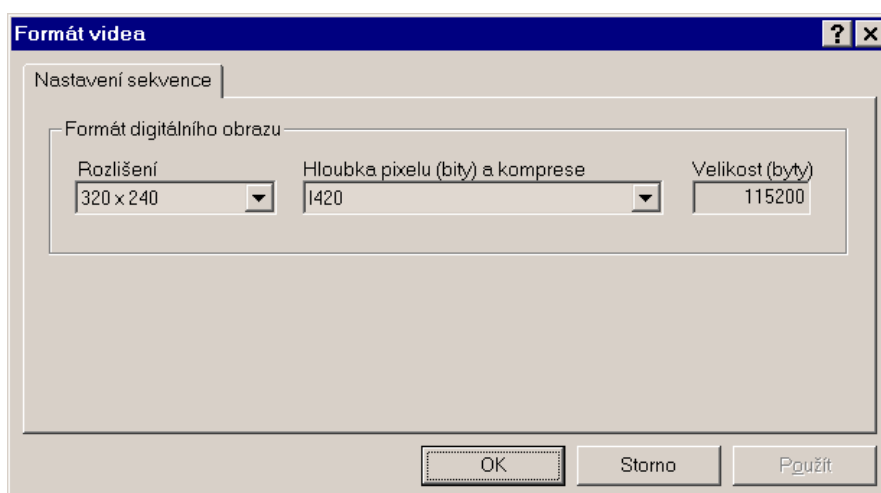 Formát videa
Nastavení sekvence
Formát digitálního obrazu
Rozlišení Hloubka pixelu (bity) a komprese Velikost (byty)
320 x 240 I420 115200
OK Storno Použít